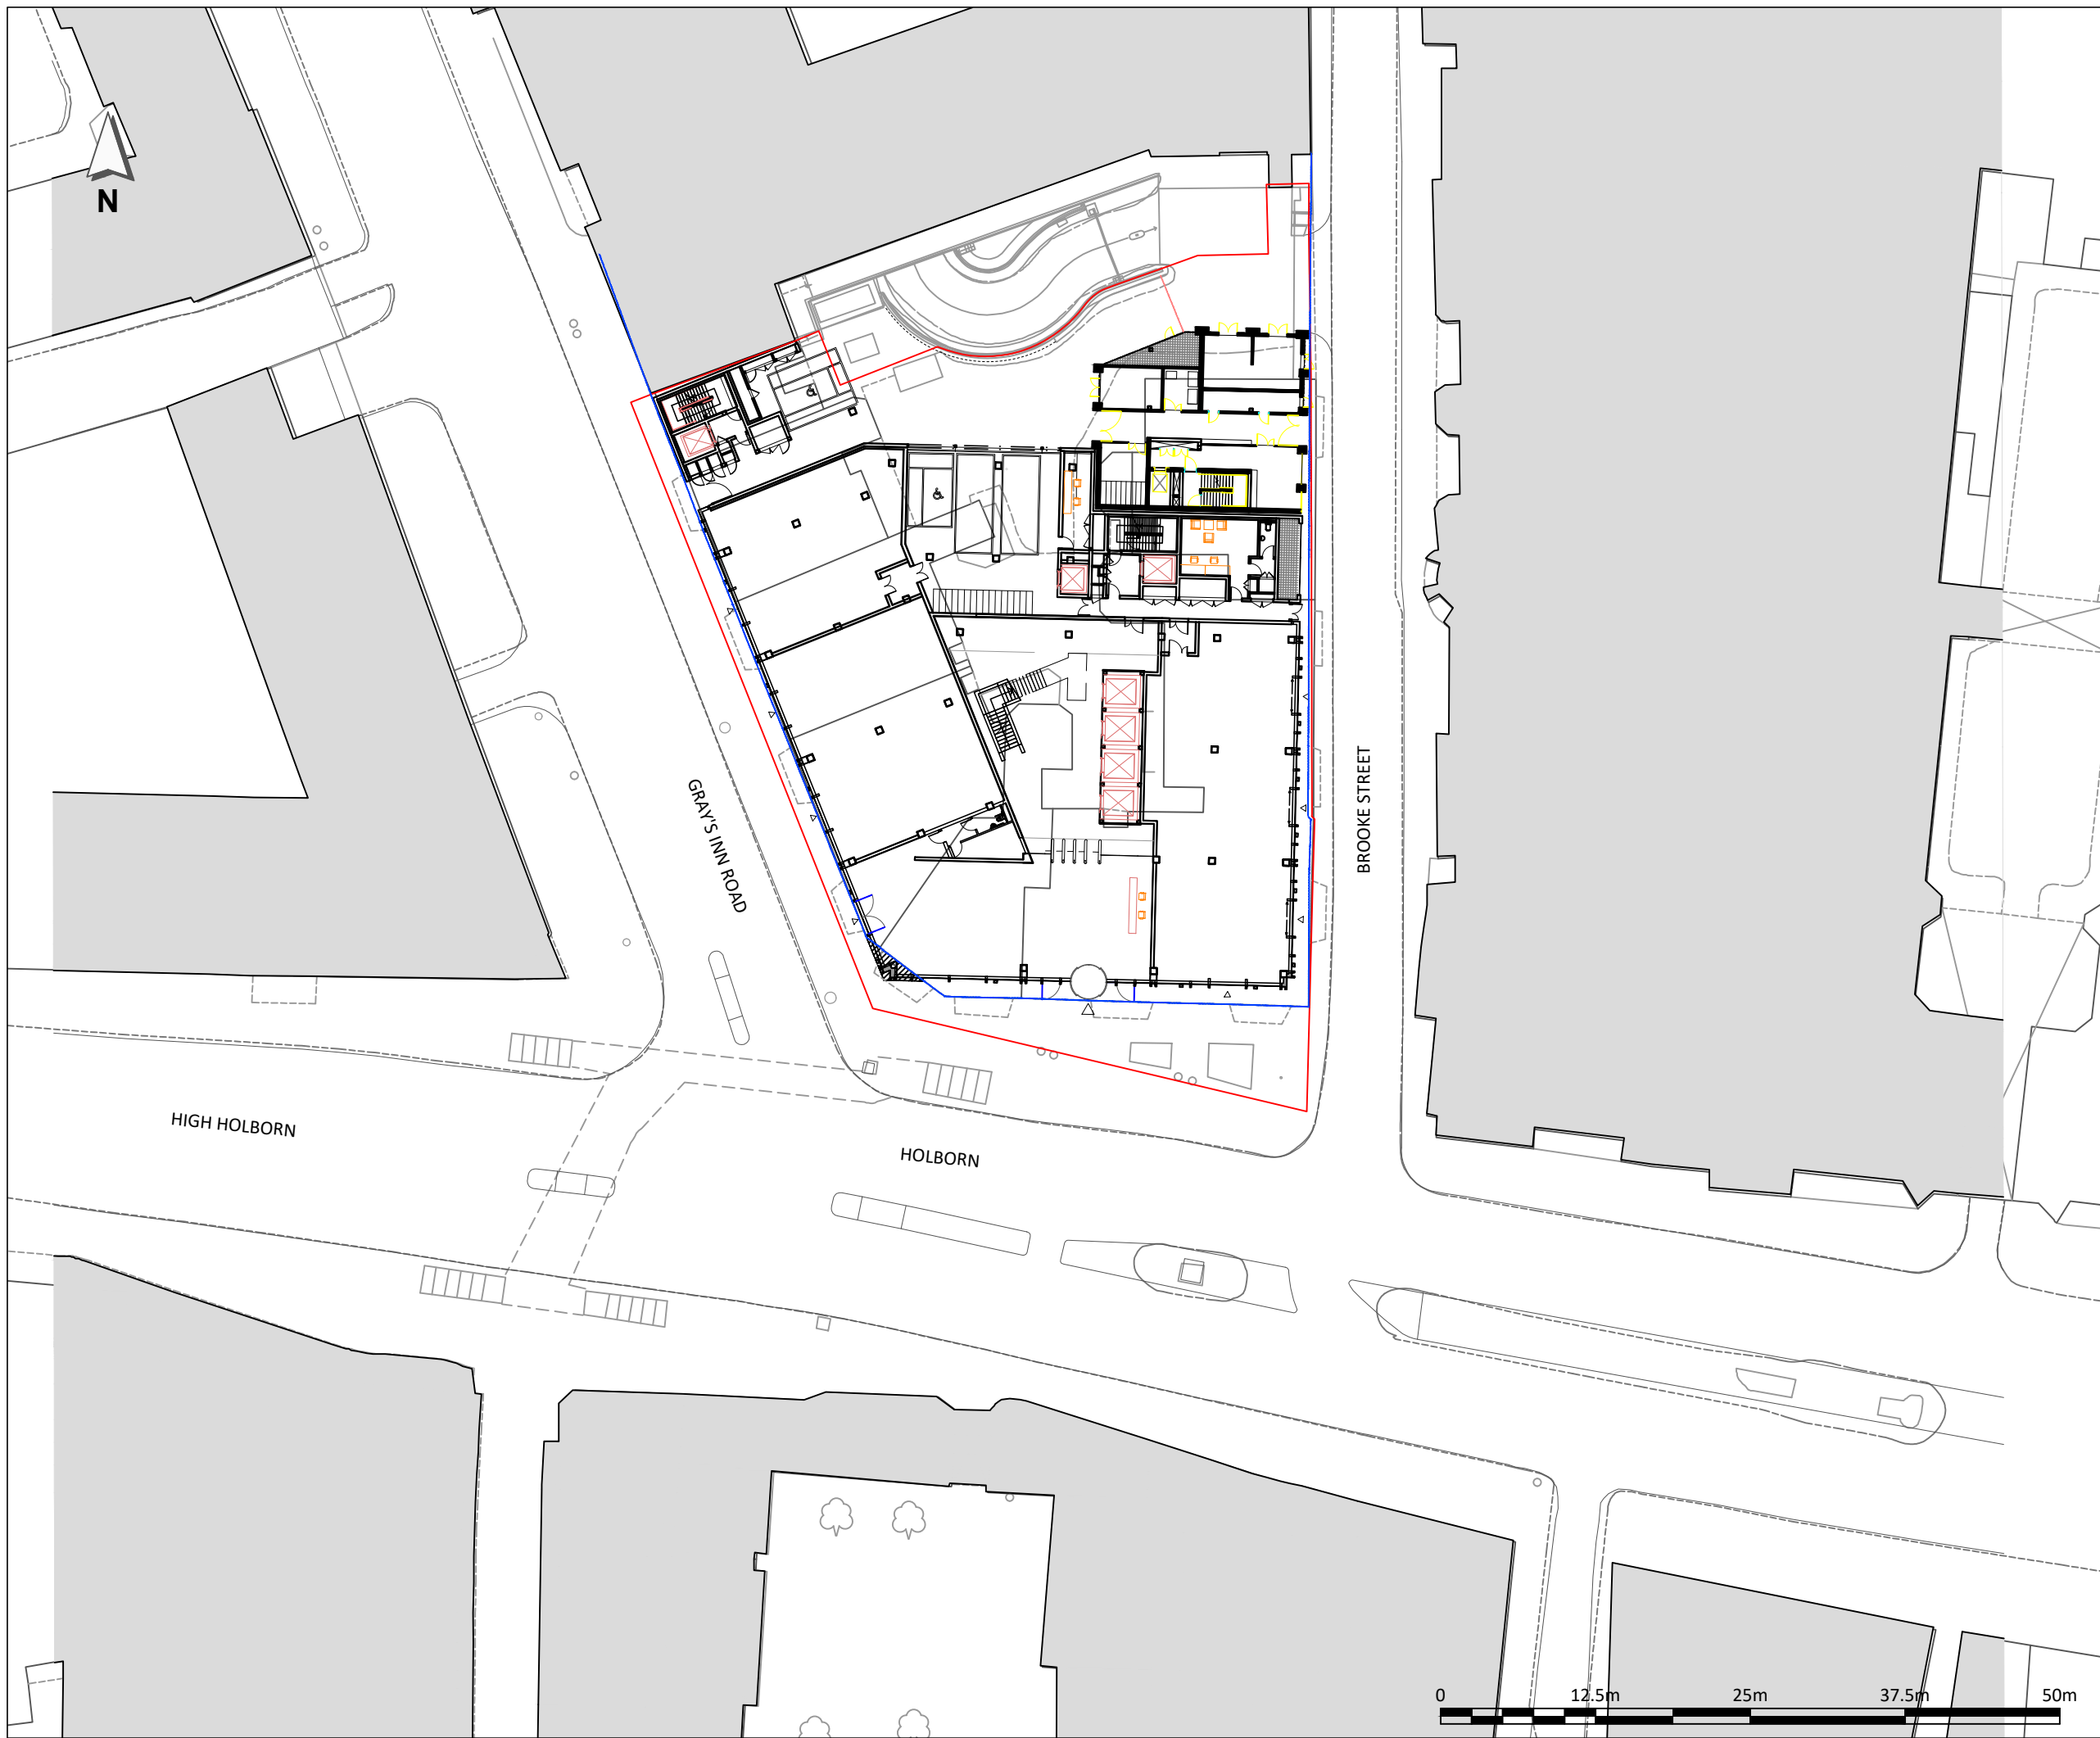 N
GRAY'S INN ROAD
BROOKE STREET
HIGH HOLBORN
HOLBORN
0 12.5m 25m 37.5m 50m